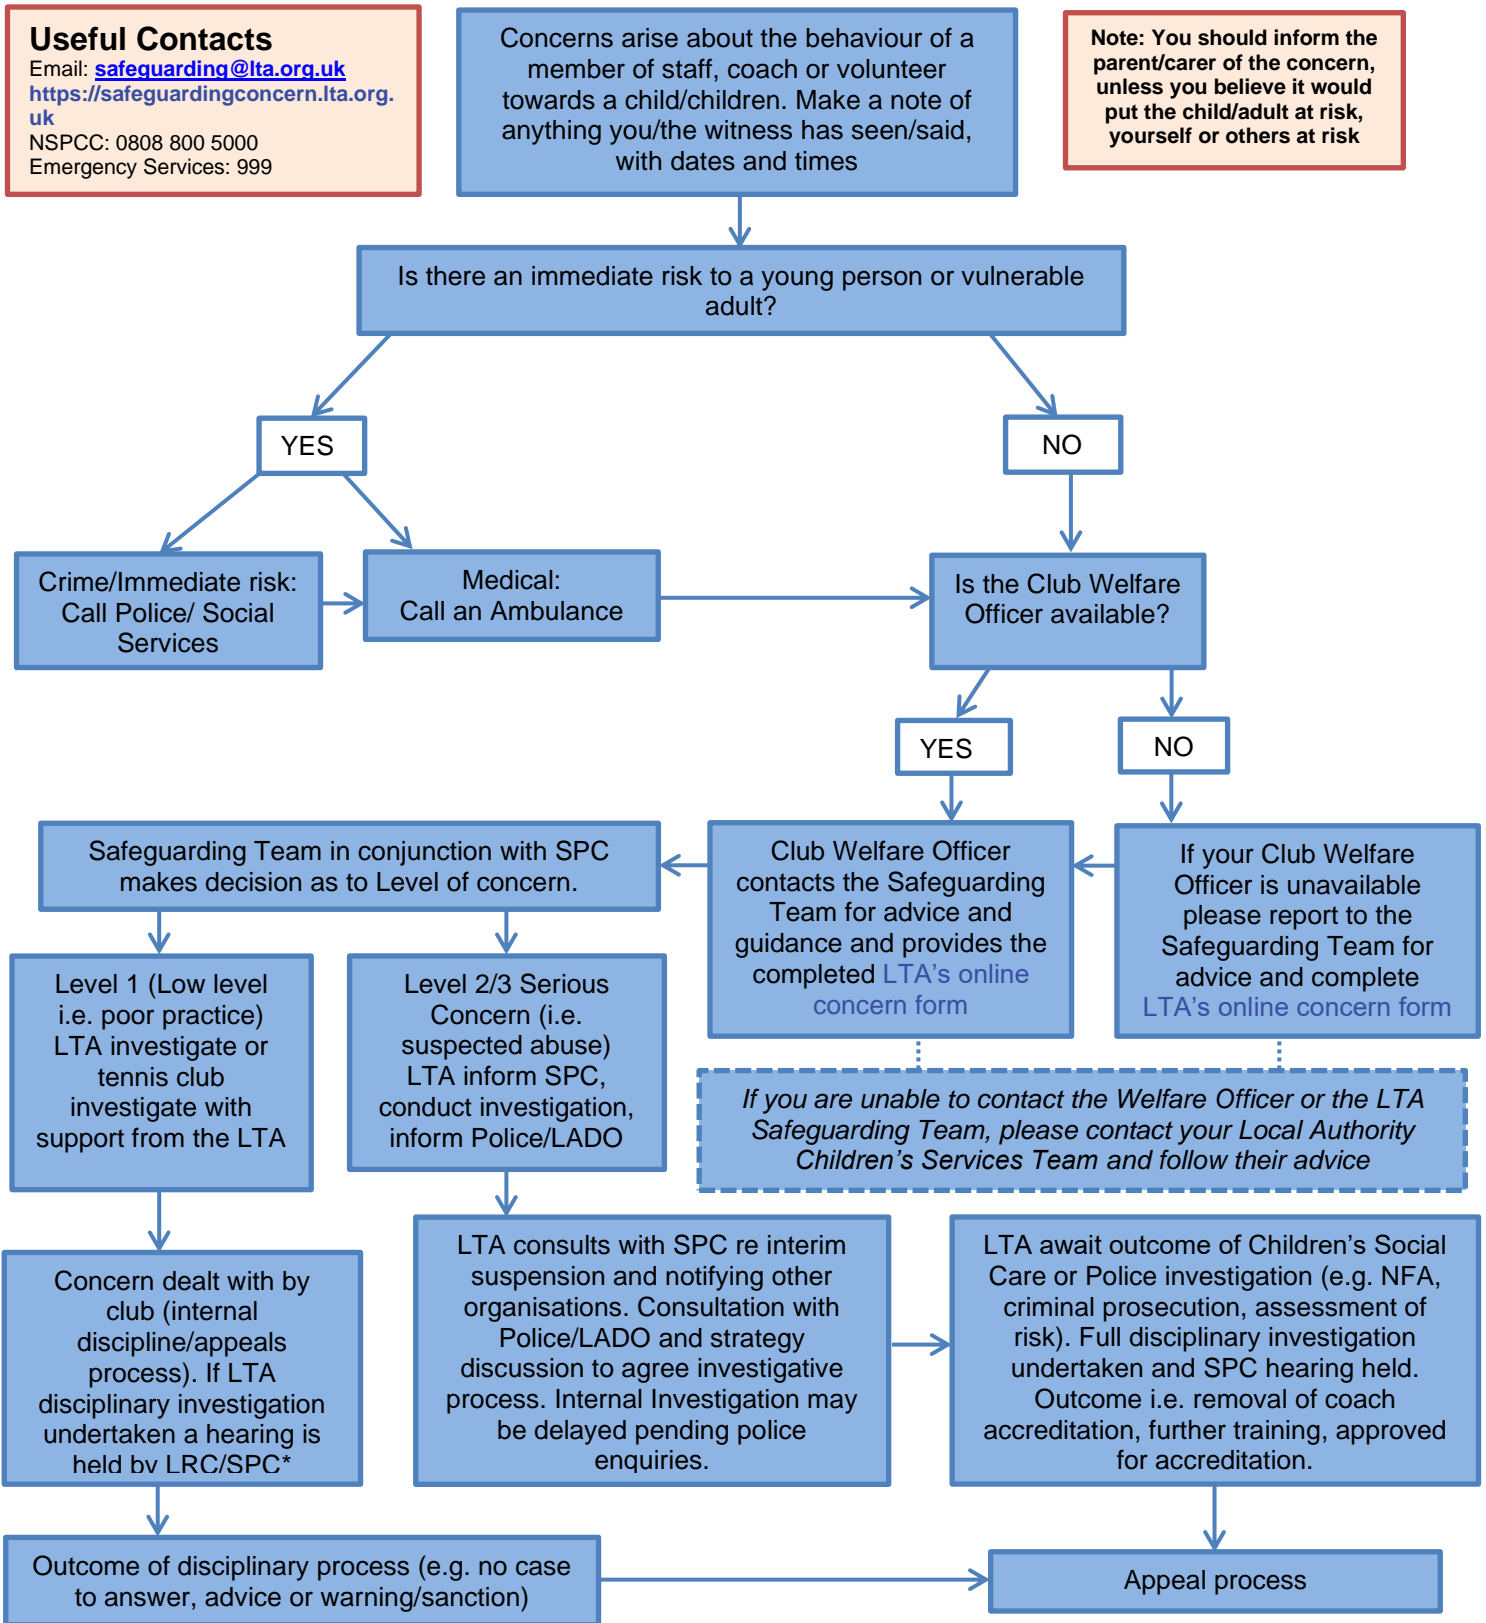 Useful Contacts
Email: safeguarding@lta.org.uk
https://safeguardingconcern.lta.org.
uk
NSPCC: 0808 800 5000
Emergency Services: 999
Concerns arise about the behaviour of a
member of staff, coach or volunteer
towards a child/children. Make a note of
anything you/the witness has seen/said,
with dates and times
Note: You should inform the
parent/carer of the concern,
unless you believe it would
put the child/adult at risk,
yourself or others at risk
Is there an immediate risk to a young person or vulnerable
adult?
YES
NO
Crime/Immediate risk:
Call Police/ Social
Services
Medical:
Call an Ambulance
Is the Club Welfare
Officer available?
YES
NO
Safeguarding Team in conjunction with SPC
makes decision as to Level of concern.
Club Welfare Officer
contacts the Safeguarding
Team for advice and
guidance and provides the
completed LTA's online
concern form
If your Club Welfare
Officer is unavailable
please report to the
Safeguarding Team for
advice and complete
LTA's online concern form
Level 1 (Low level
i.e. poor practice)
LTA investigate or
tennis club
investigate with
support from the LTA
Level 2/3 Serious
Concern (i.e.
suspected abuse)
LTA inform SPC,
conduct investigation,
inform Police/LADO
If you are unable to contact the Welfare Officer or the LTA
Safeguarding Team, please contact your Local Authority
Children's Services Team and follow their advice
Concern dealt with by
club (internal
discipline/appeals
process). If LTA
disciplinary investigation
undertaken a hearing is
held by LRC/SPC*
LTA consults with SPC re interim
suspension and notifying other
organisations. Consultation with
Police/LADO and strategy
discussion to agree investigative
process. Internal Investigation may
be delayed pending police
enquiries.
LTA await outcome of Children's Social
Care or Police investigation (e.g. NFA,
criminal prosecution, assessment of
risk). Full disciplinary investigation
undertaken and SPC hearing held.
Outcome i.e. removal of coach
accreditation, further training, approved
for accreditation.
Outcome of disciplinary process (e.g. no case
to answer, advice or warning/sanction)
Appeal process